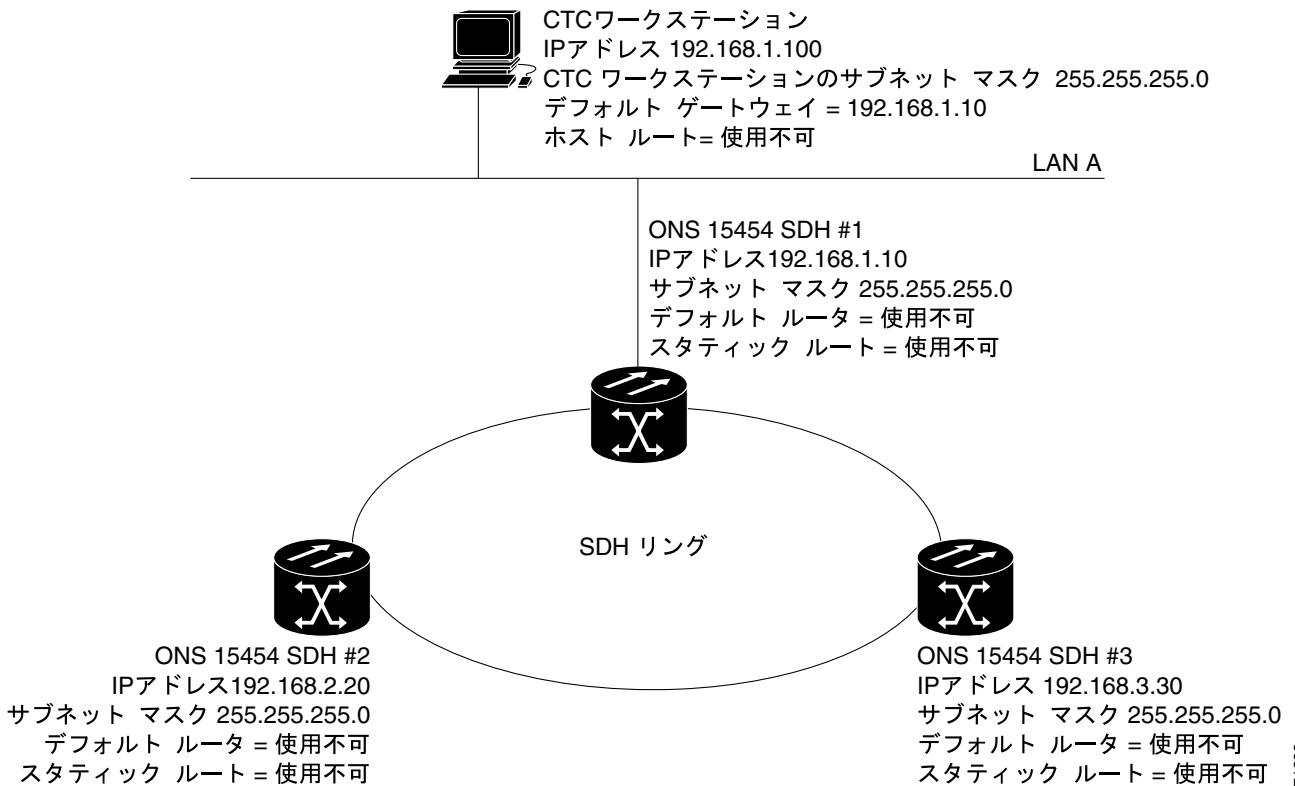 CTCワークステーション
IPアドレス 192.168.1.100
CTC ワークステーションのサブネット マスク 255.255.255.0
デフォルト ゲートウェイ = 192.168.1.10
ホスト ルート= 使用不可
LAN A
ONS 15454 SDH #1
IPアドレス192.168.1.10
サブネット マスク 255.255.255.0
デフォルト ルータ = 使用不可
スタティック ルート = 使用不可
SDH リング
ONS 15454 SDH #2
IPアドレス192.168.2.20
サブネット マスク 255.255.255.0
デフォルト ルータ = 使用不可
スタティック ルート = 使用不可
ONS 15454 SDH #3
IPアドレス 192.168.3.30
サブネット マスク 255.255.255.0
デフォルト ルータ = 使用不可
スタティック ルート = 使用不可